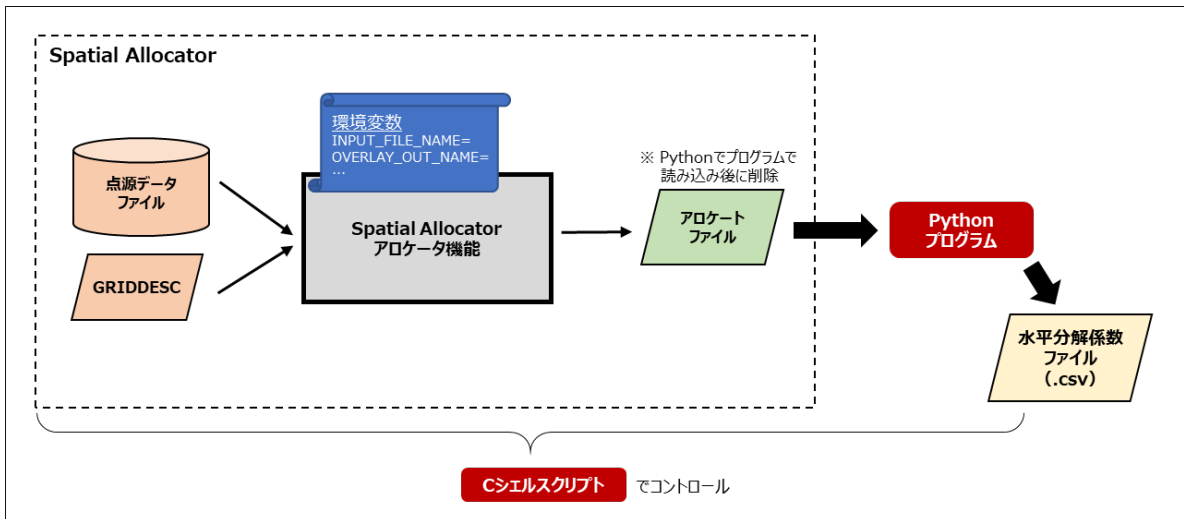 Spatial Allocator
環境変数
INPUT_FILE_NAME=
OVERLAY_OUT_NAME=
...
点源データ
ファイル
GRIDDESC
Spatial Allocator
アロケータ機能
※ Pythonでプログラムで
読み込み後に削除
アロケート
ファイル
Python
プログラム
水平分解係数
ファイル
（.csv）
Cシェルスクリプト でコントロール